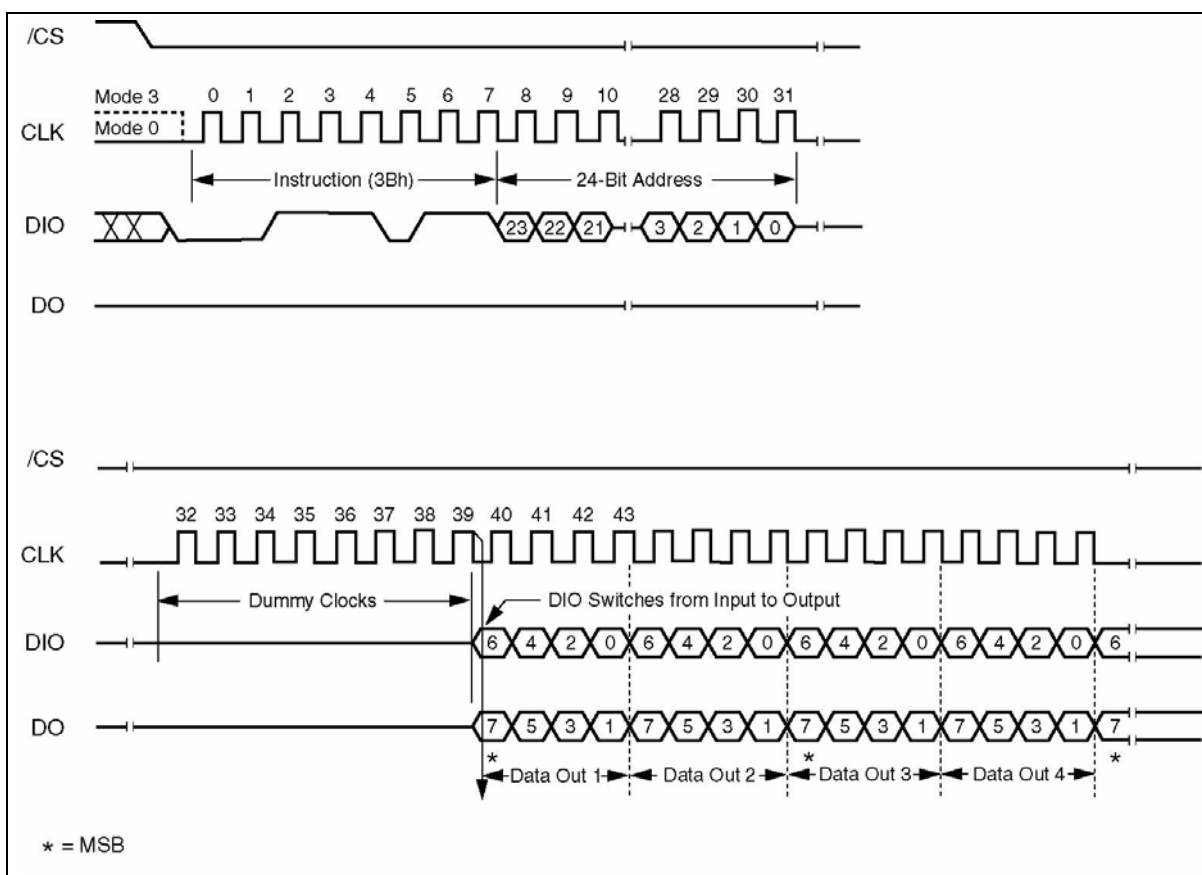 /CS
Mode 3
0 1 2 3 4 5 6 7 8 9 10 28 29 30 31
CLK
Mode 0
Instruction (3Bh) 24-Bit Address
DIO
23 22 21 3 2 1 0
DO
/CS
32 33 34 35 36 37 38 39 40 41 42 43
CLK
Dummy Clocks DIO Switches from Input to Output
DIO 6 4 2 0 6 4 2 0 6 4 2 0 6 4 2 0 6
DO 7 5 3 1 7 5 3 1 7 5 3 1 7 5 3 1 7
* * *
Data Out 1 Data Out 2 Data Out 3 Data Out 4
* = MSB